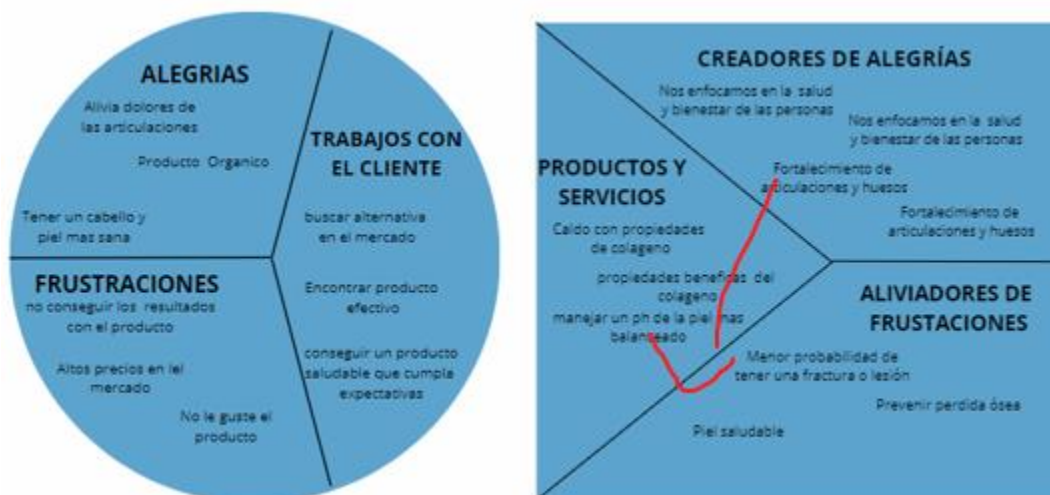 ALEGRIAS
Alivia dolores de
las articulaciones
Producto Organico
Tener un cabello y
piel mas sana
TRABAJOS CON
EL CLIENTE
buscar alternativa
en el mercado
Encontrar producto
efectivo
conseguir un producto
saludable que cumpla
expectativas
FRUSTRACIONES
no conseguir los resultados
con el producto
Altos precios en lel
mercado
No le guste el
producto
CREADORES DE ALEGRÍAS
Nos enfocamos en la salud
y bienestar de las personas
Nos enfocamos en la salud
y bienestar de las personas
Fortalecimiento de
articulaciones y huesos
Fortalecimiento de
articulaciones y huesos
PRODUCTOS Y
SERVICIOS
Caldo con propiedades
de colageno
propiedades beneficas del
colageno
manejar un ph de la piel mas
balanseado
ALIVIADORES DE
FRUSTACIONES
Menor probabilidad de
tener una fractura o lesión
Prevenir perdida ósea
Piel saludable